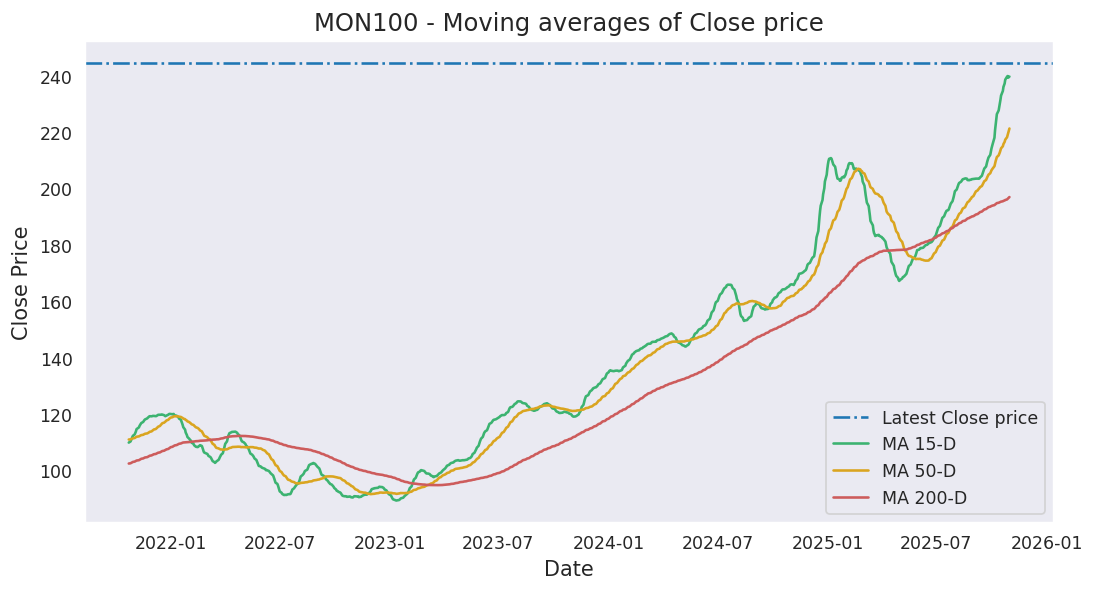 MON100 - Moving averages of Close price
Close Price
240
220
200
180
160
140
120
100
Latest Close price
MA 15-D
MA 50-D
MA 200-D
2022-01 2022-07 2023-01 2023-07 2024-01 2024-07 2025-01 2025-07 2026-01
Date